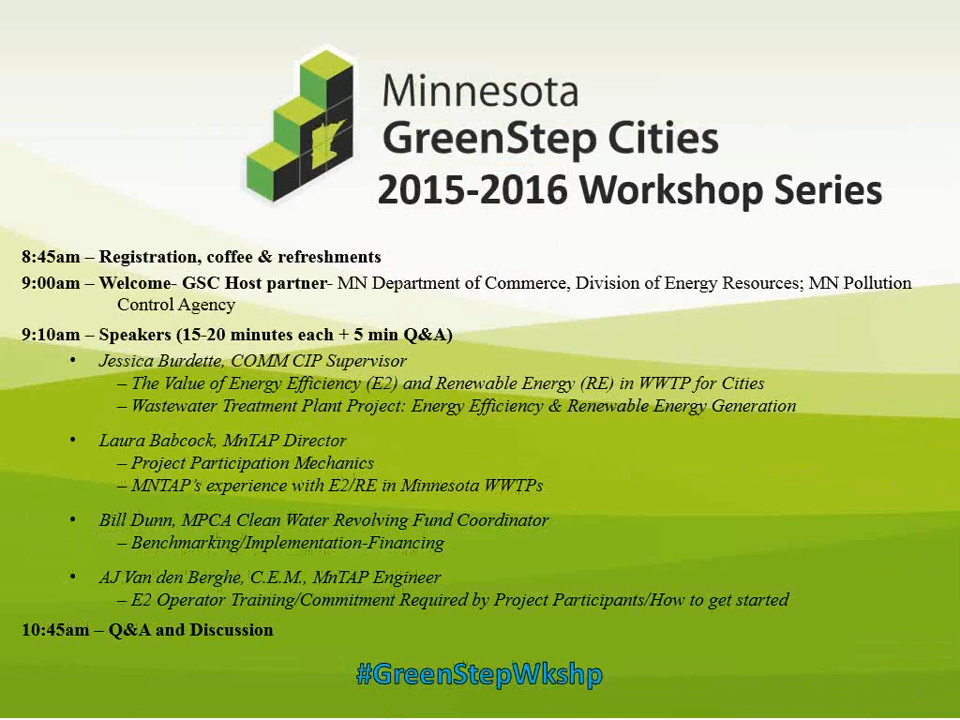 Minnesota
GreenStep Cities
2015-2016 Workshop Series
8:45am – Registration, coffee & refreshments
9:00am – Welcome- GSC Host partner- MN Department of Commerce, Division of Energy Resources; MN Pollution
Control Agency
9:10am – Speakers (15-20 minutes each + 5 min Q&A)
• Jessica Burdette, COMM CIP Supervisor
– The Value of Energy Efficiency (E2) and Renewable Energy (RE) in WWTP for Cities
– Wastewater Treatment Plant Project: Energy Efficiency & Renewable Energy Generation
• Laura Babcock, MnTAP Director
– Project Participation Mechanics
– MNTAP's experience with E2/RE in Minnesota WWTPs
• Bill Dunn, MPCA Clean Water Revolving Fund Coordinator
– Benchmarking/Implementation-Financing
• AJ Van den Berghe, C.E.M., MnTAP Engineer
– E2 Operator Training/Commitment Required by Project Participants/How to get started
10:45am – Q&A and Discussion
#GreenStepWkshp